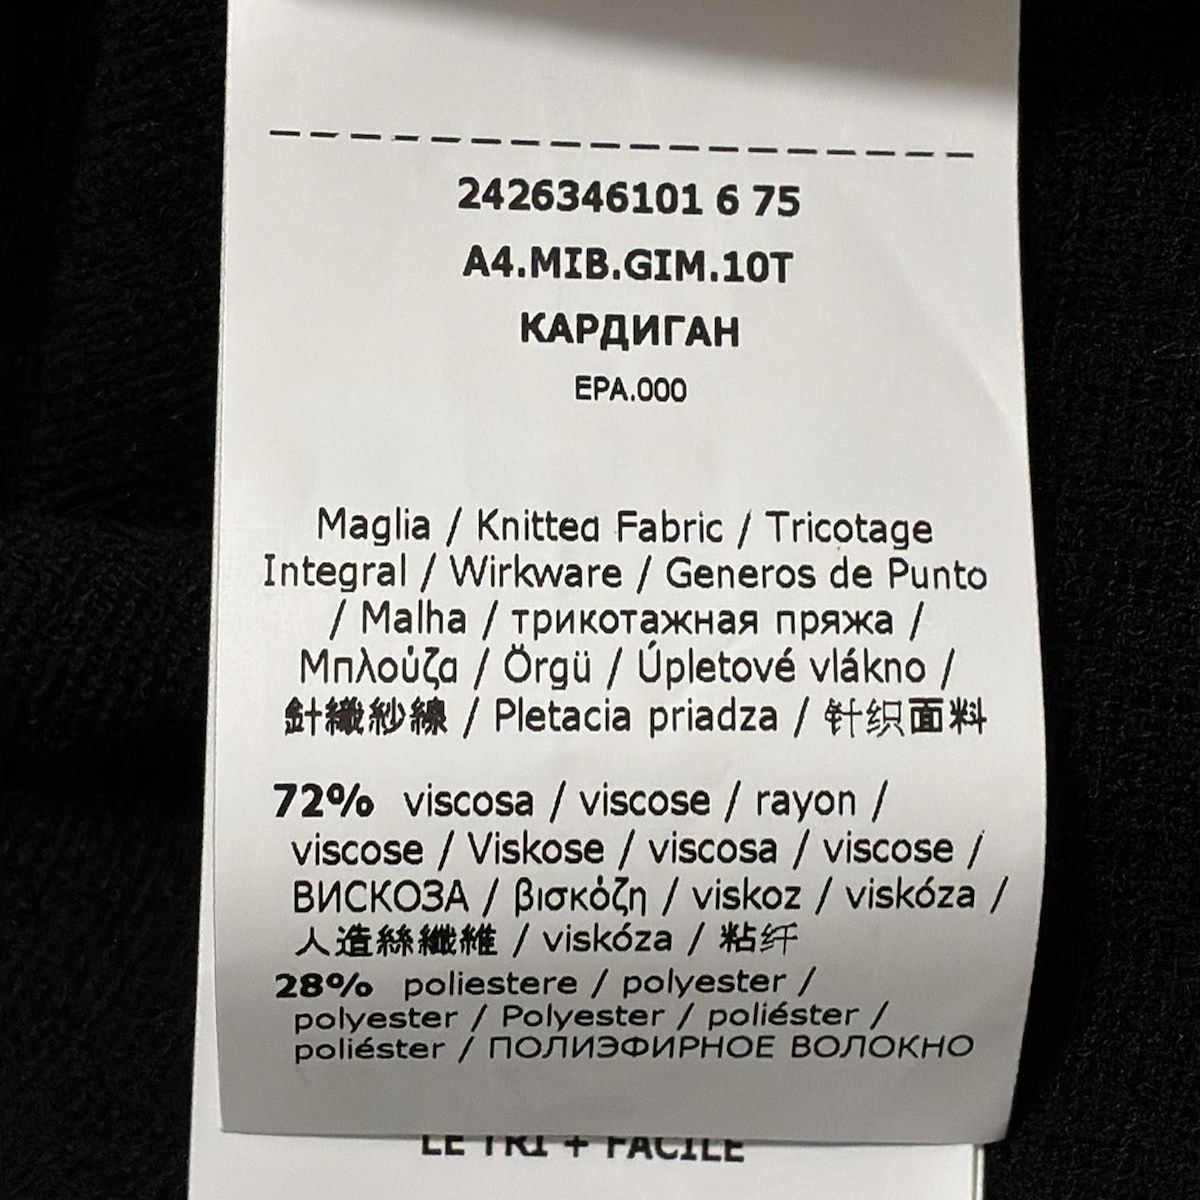 2426346101 6 75
A4.MIB.GIM.10T
КАРДИГАН
EPA.000
Maglia / Knitted Fabric / Tricotage
Integral / Wirkware / Generos de Punto
/ Malha / трикотажная пряжа /
Μπλούζα / Örgü / Úpletové vlákno /
針織紗線 / Pletacia priadza / 针织面料
72% viscosa / viscose / rayon /
viscose / Viskose / viscosa / viscose /
ВИСКОЗА / βισκόζη / viskoz / viskóza /
人造絲纖維 / viskóza / 粘纤
28% poliestere / polyester /
polyester / Polyester / poliéster /
poliéster / ПОЛИЭФИРНОЕ ВОЛОКНО
LE TRI + FACILE